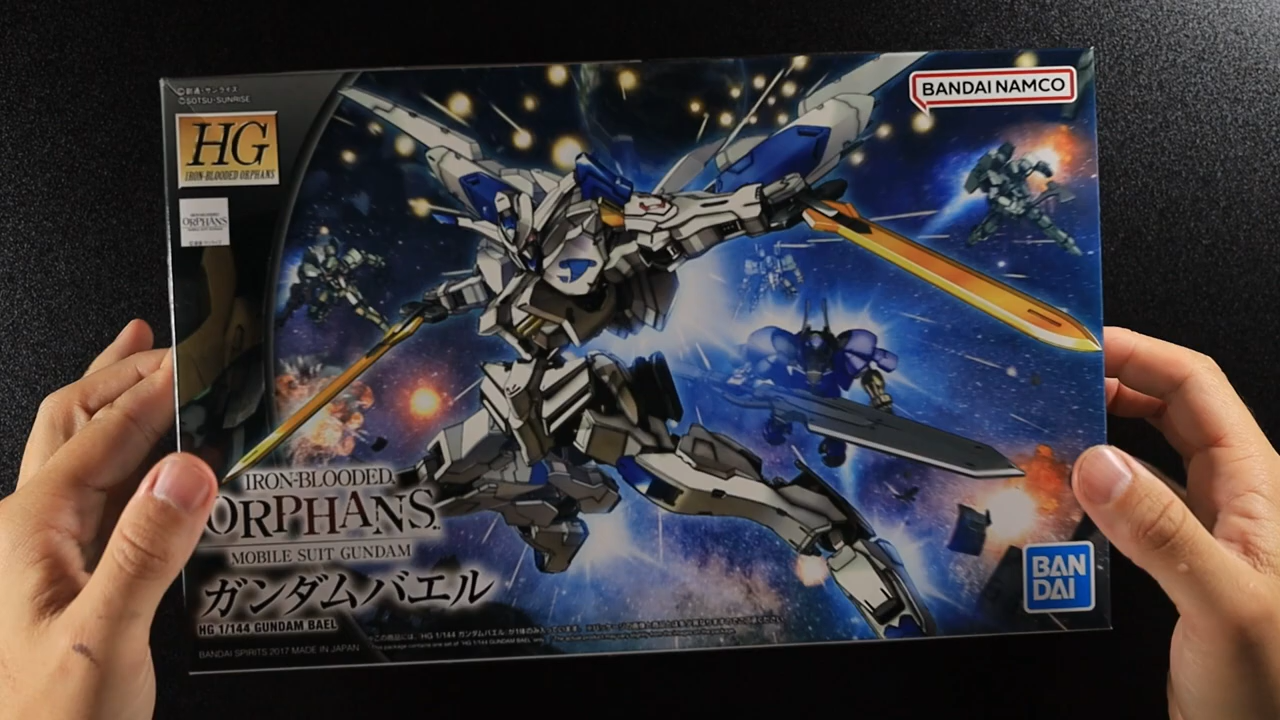 ©創通・サンライズ
©SOTSU・SUNRISE
HG
IRON-BLOODED ORPHANS
ORPHANS
BANDAI NAMCO
IRON-BLOODED
ORPHANS
MOBILE SUIT GUNDAM
ガンダムバエル
HG 1/144 GUNDAM BAEL
BANDAI SPIRITS 2017 MADE IN JAPAN
BAN
DAI